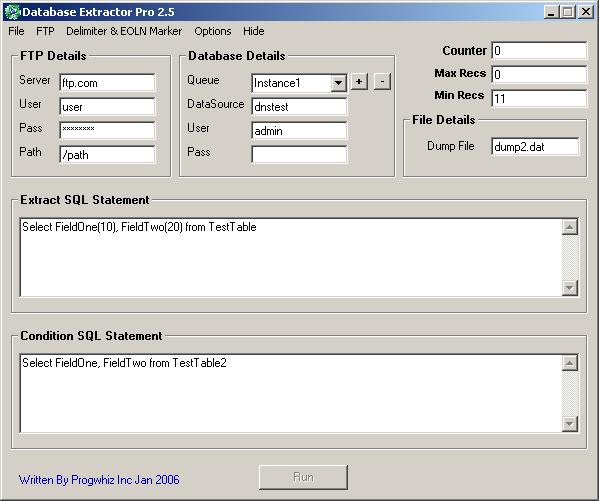 Database Extractor Pro 2.5
File FTP Delimiter & EOLN Marker Options Hide
FTP Details
Server ftp.com
User user
Pass ********
Path /path
Database Details
Queue Instance1 + -
DataSource dnstest
User admin
Pass
Counter 0
Max Recs 0
Min Recs 11
File Details
Dump File dump2.dat
Extract SQL Statement
Select FieldOne(10), FieldTwo(20) from TestTable
Condition SQL Statement
Select FieldOne, FieldTwo from TestTable2
Written By Progwhiz Inc Jan 2006
Run